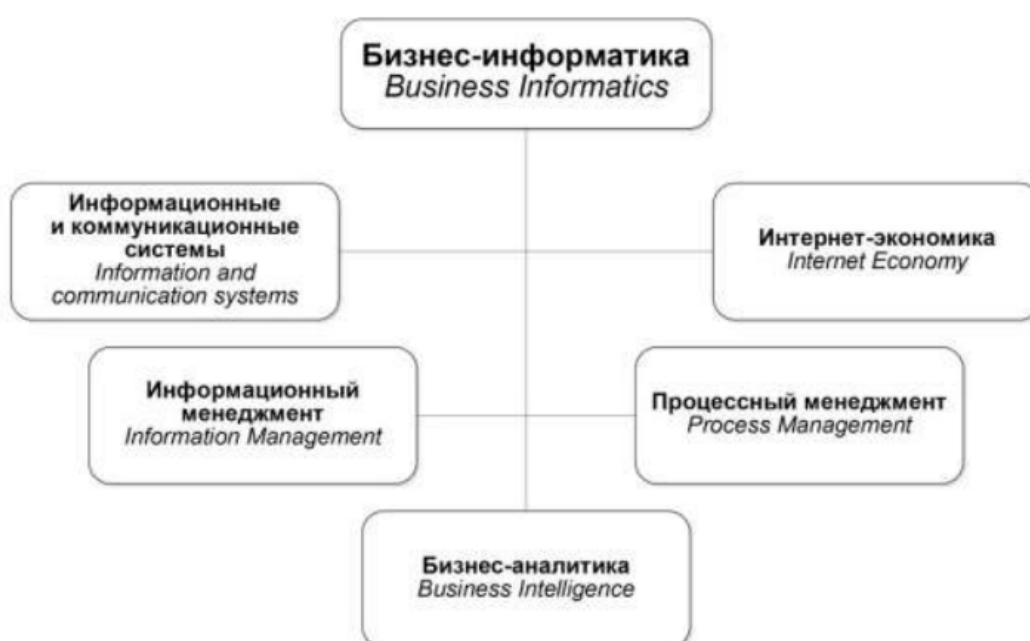 Бизнес-информатика
Business Informatics
Информационные
и коммуникационные
системы
Information and
communication systems
Интернет-экономика
Internet Economy
Информационный
менеджмент
Information Management
Процессный менеджмент
Process Management
Бизнес-аналитика
Business Intelligence